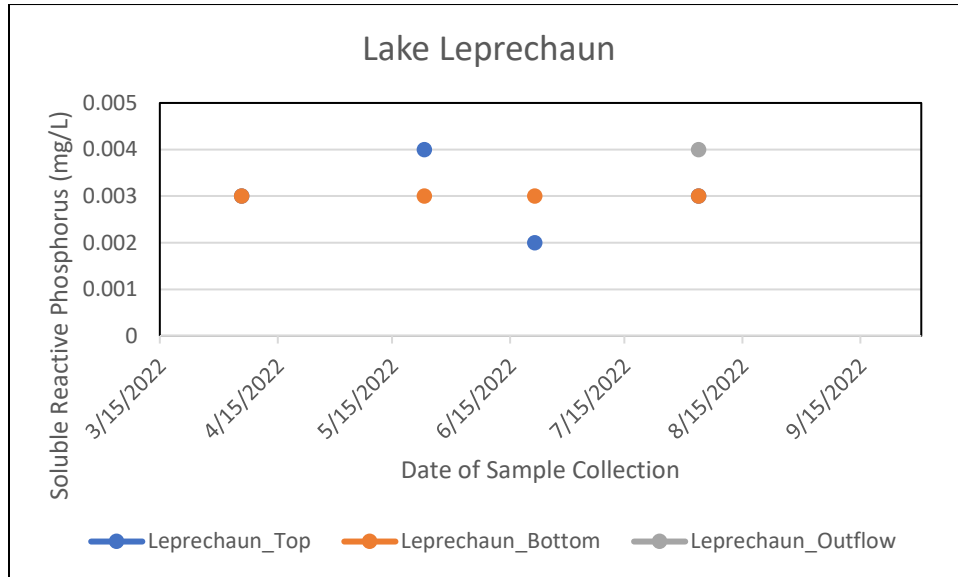 Lake Leprechaun
Soluble Reactive Phosphorus (mg/L)
0.005
0.004
0.003
0.002
0.001
0
3/15/2022
4/15/2022
5/15/2022
6/15/2022
7/15/2022
8/15/2022
9/15/2022
Date of Sample Collection
Leprechaun_Top
Leprechaun_Bottom
Leprechaun_Outflow